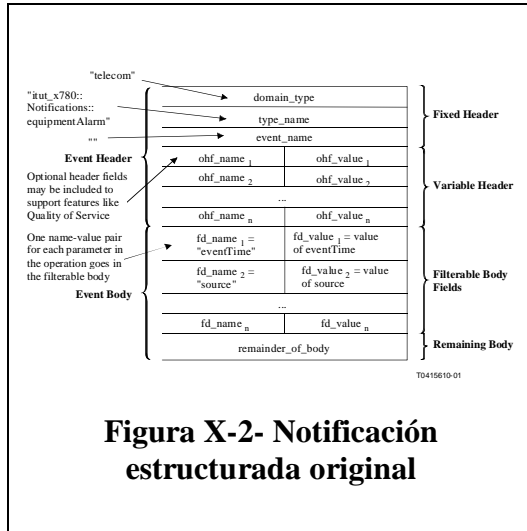 "telecom"
domain_type
"itut_x780::
Notifications::
equipmentAlarm"
type_name
Fixed Header
""
event_name
Event Header
ohf_name 1
ohf_value 1
Optional header fields
may be included to
support features like
Quality of Service
ohf_name 2
ohf_value 2
Variable Header
...
ohf_name n
ohf_value n
One name-value pair
for each parameter in
the operation goes in
the filterable body
fd_name 1 =
"eventTime"
fd_value 1 = value
of eventTime
fd_name 2 =
"source"
fd_value 2 = value
of source
Filterable Body
Fields
Event Body
...
fd_name n
fd_value n
remainder_of_body
Remaining Body
T0415610-01
Figura X-2- Notificación
estructurada original